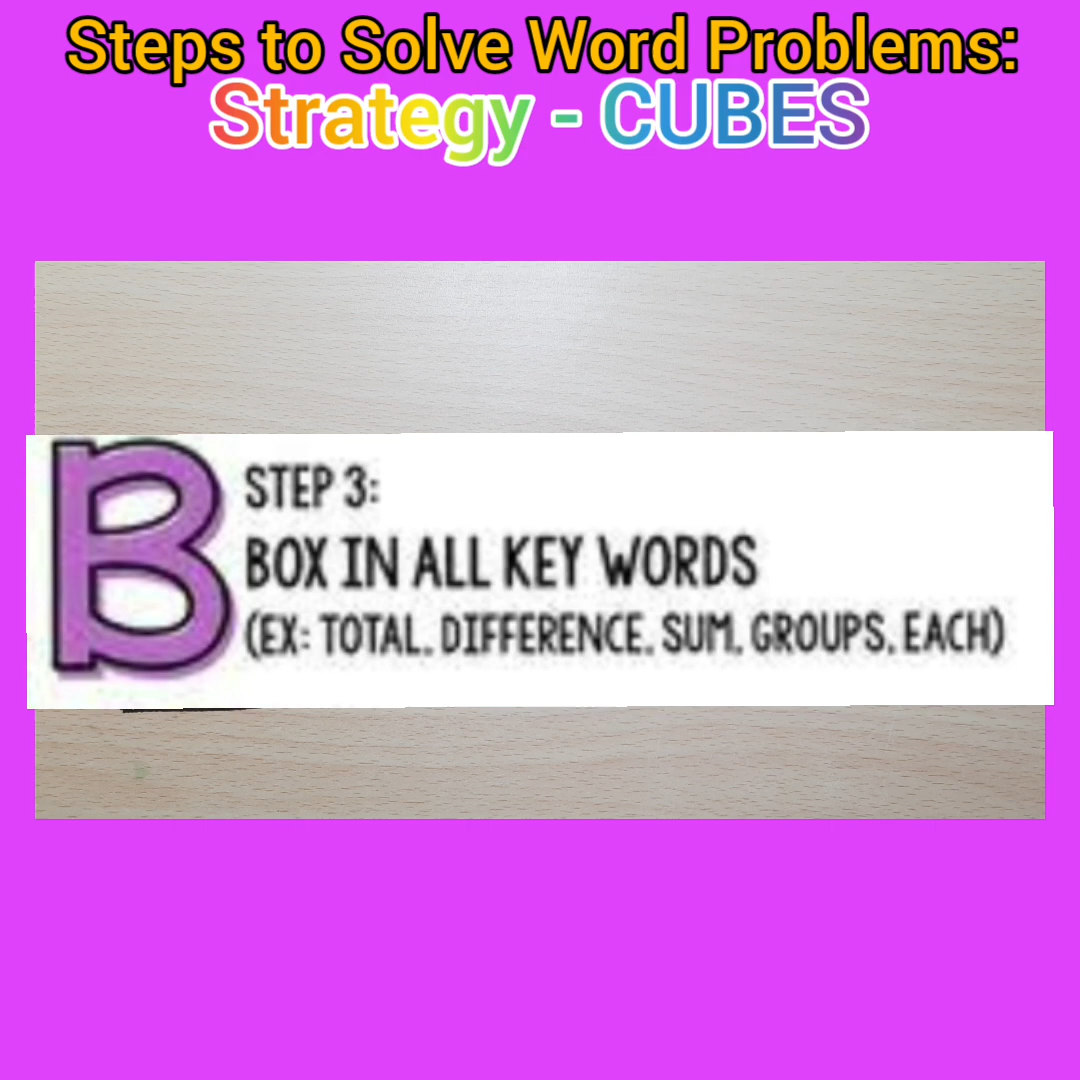 Steps to Solve Word Problems:
Strategy - CUBES
B
STEP 3:
BOX IN ALL KEY WORDS
(EX: TOTAL, DIFFERENCE, SUM, GROUPS, EACH)